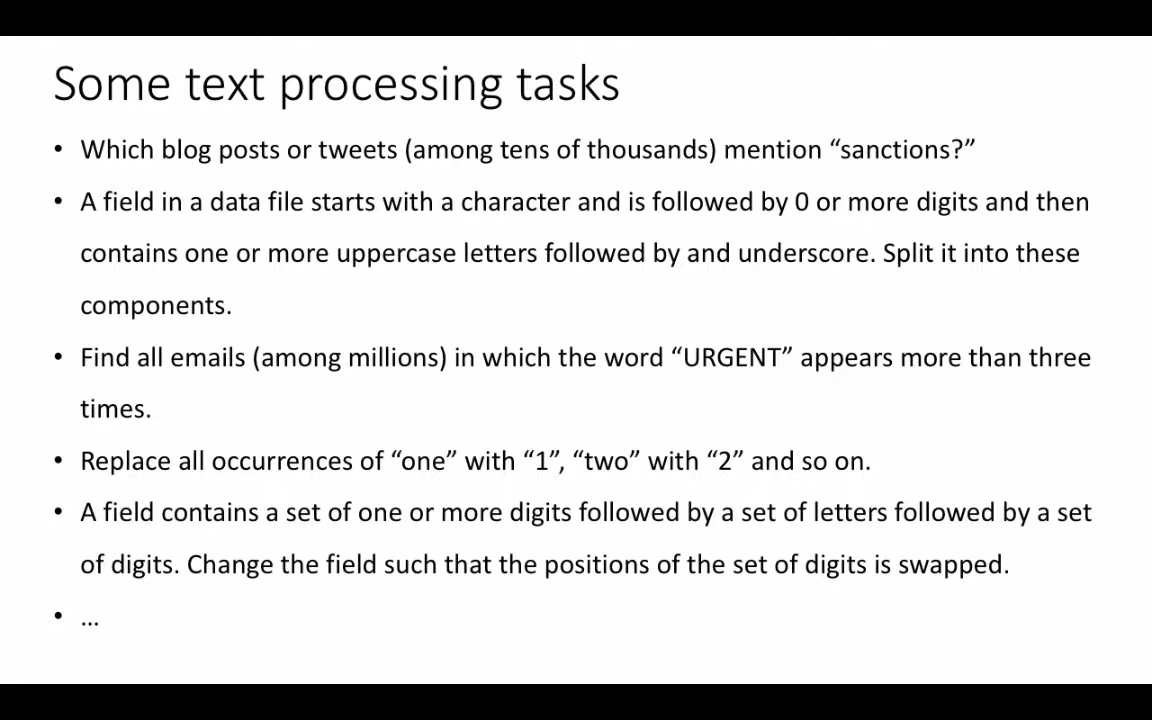 Some text processing tasks
• Which blog posts or tweets (among tens of thousands) mention “sanctions?”
• A field in a data file starts with a character and is followed by 0 or more digits and then
contains one or more uppercase letters followed by and underscore. Split it into these
components.
• Find all emails (among millions) in which the word “URGENT” appears more than three
times.
• Replace all occurrences of “one” with “1”, “two” with “2” and so on.
• A field contains a set of one or more digits followed by a set of letters followed by a set
of digits. Change the field such that the positions of the set of digits is swapped.
• ...